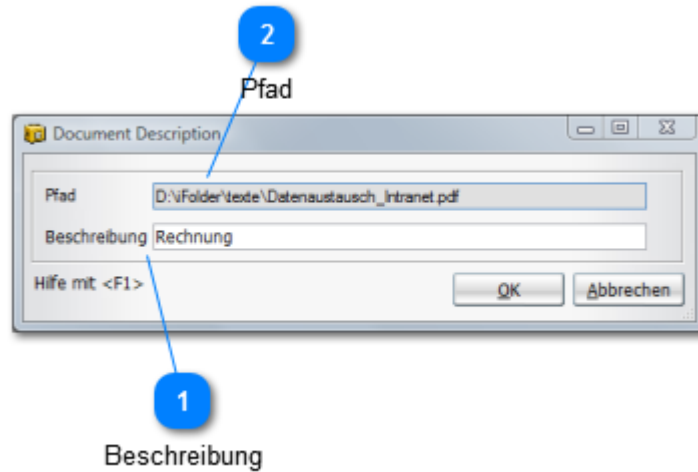 2
Pfad
Document Description
Pfad D:\iFolder\texte\Datenaustausch_Intranet.pdf
Beschreibung Rechnung
Hilfe mit <F1> OK Abbrechen
1
Beschreibung